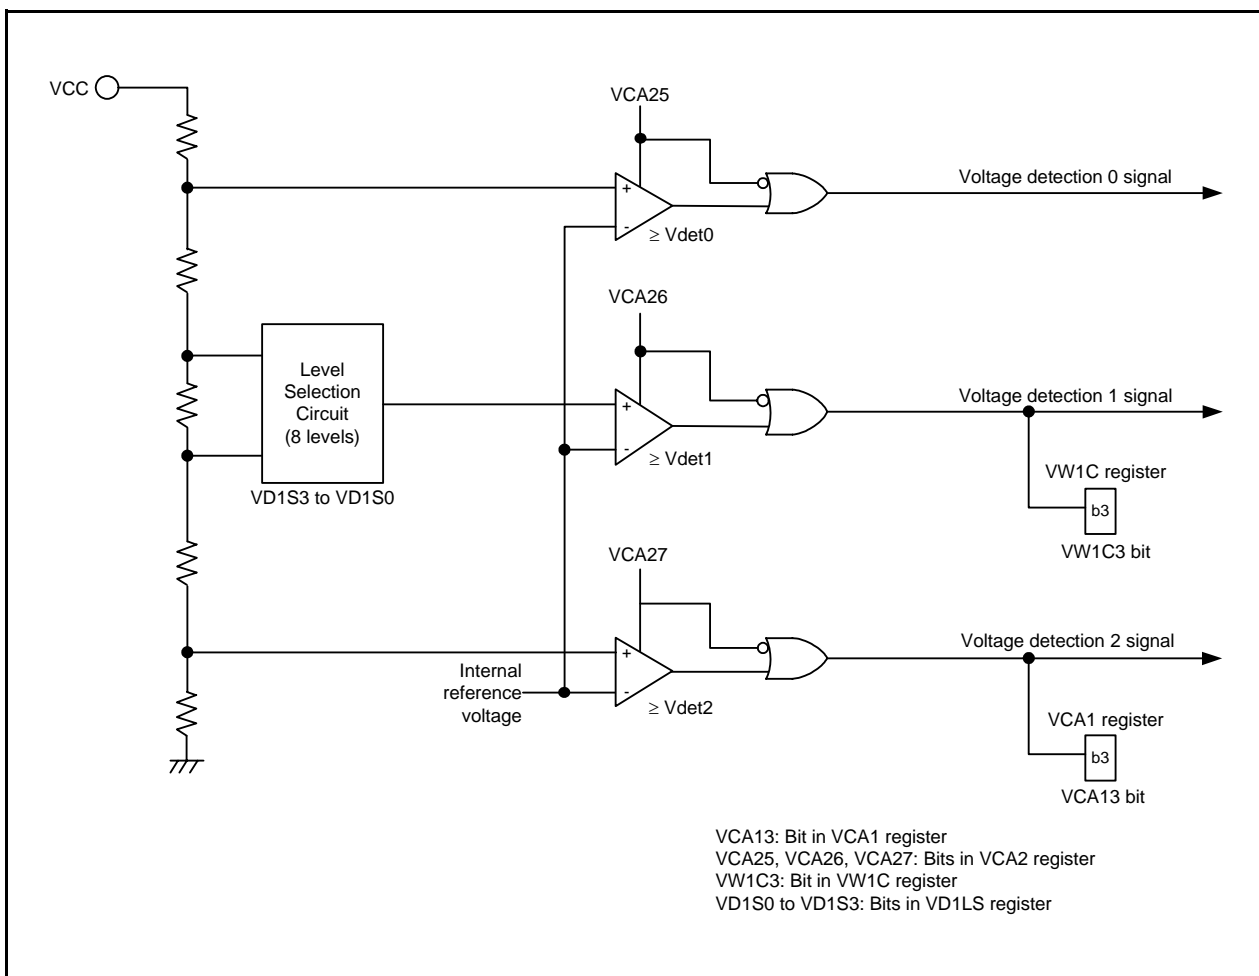 VCC
VCA25
+
-
≥ Vdet0
Voltage detection 0 signal
VCA26
Level
Selection
Circuit
(8 levels)
VD1S3 to VD1S0
+
-
≥ Vdet1
Voltage detection 1 signal
VW1C register
b3
VW1C3 bit
VCA27
+
-
≥ Vdet2
Internal
reference
voltage
Voltage detection 2 signal
VCA1 register
b3
VCA13 bit
VCA13: Bit in VCA1 register
VCA25, VCA26, VCA27: Bits in VCA2 register
VW1C3: Bit in VW1C register
VD1S0 to VD1S3: Bits in VD1LS register